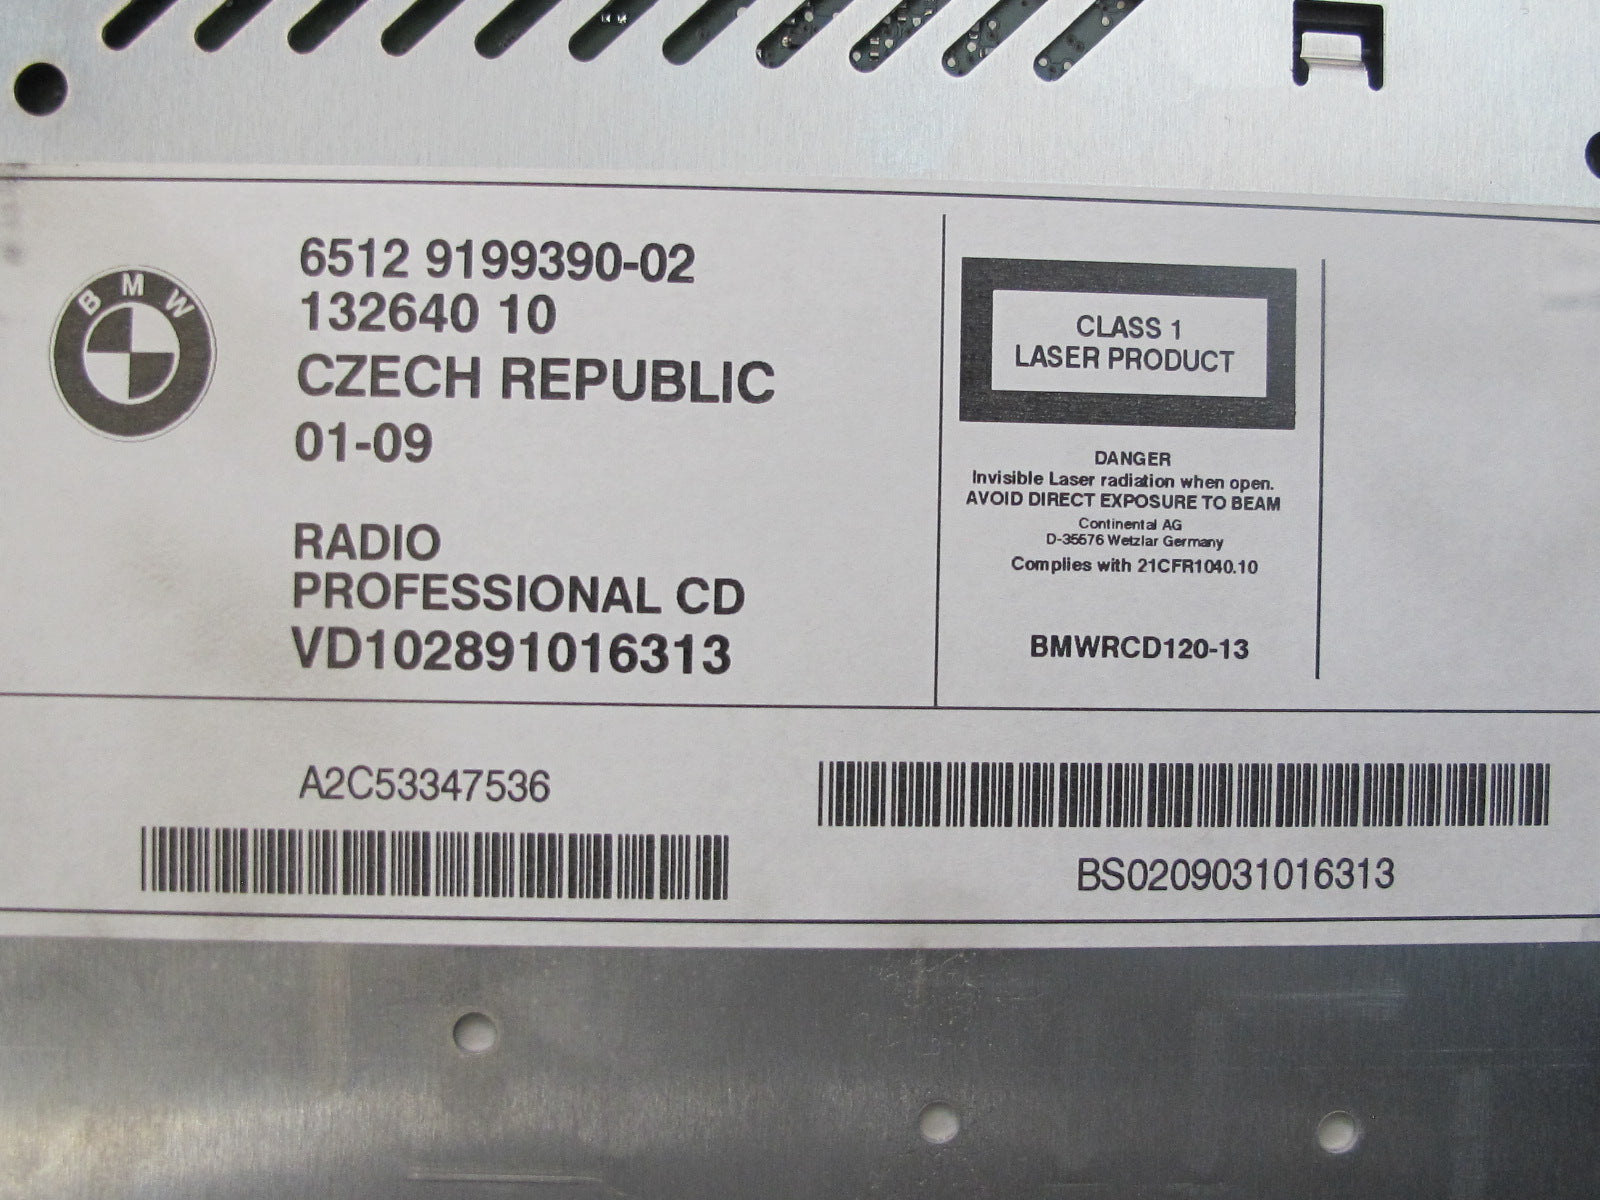 BMW
6512 9199390-02
132640 10
CZECH REPUBLIC
01-09
RADIO
PROFESSIONAL CD
VD102891016313
CLASS 1
LASER PRODUCT
DANGER
Invisible Laser radiation when open.
AVOID DIRECT EXPOSURE TO BEAM
Continental AG
D-35576 Wetzlar Germany
Complies with 21CFR1040.10
BMWRCD120-13
A2C53347536
BS0209031016313